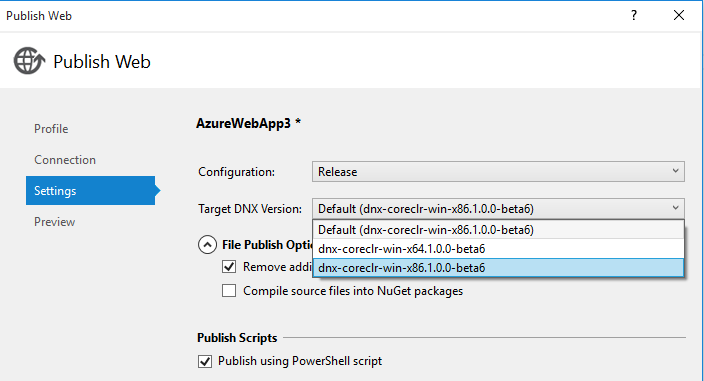 Publish Web
?
Publish Web
Profile
Connection
Settings
Preview
AzureWebApp3 *
Configuration: Release
Target DNX Version: Default (dnx-coreclr-win-x86.1.0.0-beta6)
Default (dnx-coreclr-win-x86.1.0.0-beta6)
dnx-coreclr-win-x64.1.0.0-beta6
dnx-coreclr-win-x86.1.0.0-beta6
File Publish Opti
Remove addi
Compile source files into NuGet packages
Publish Scripts
Publish using PowerShell script